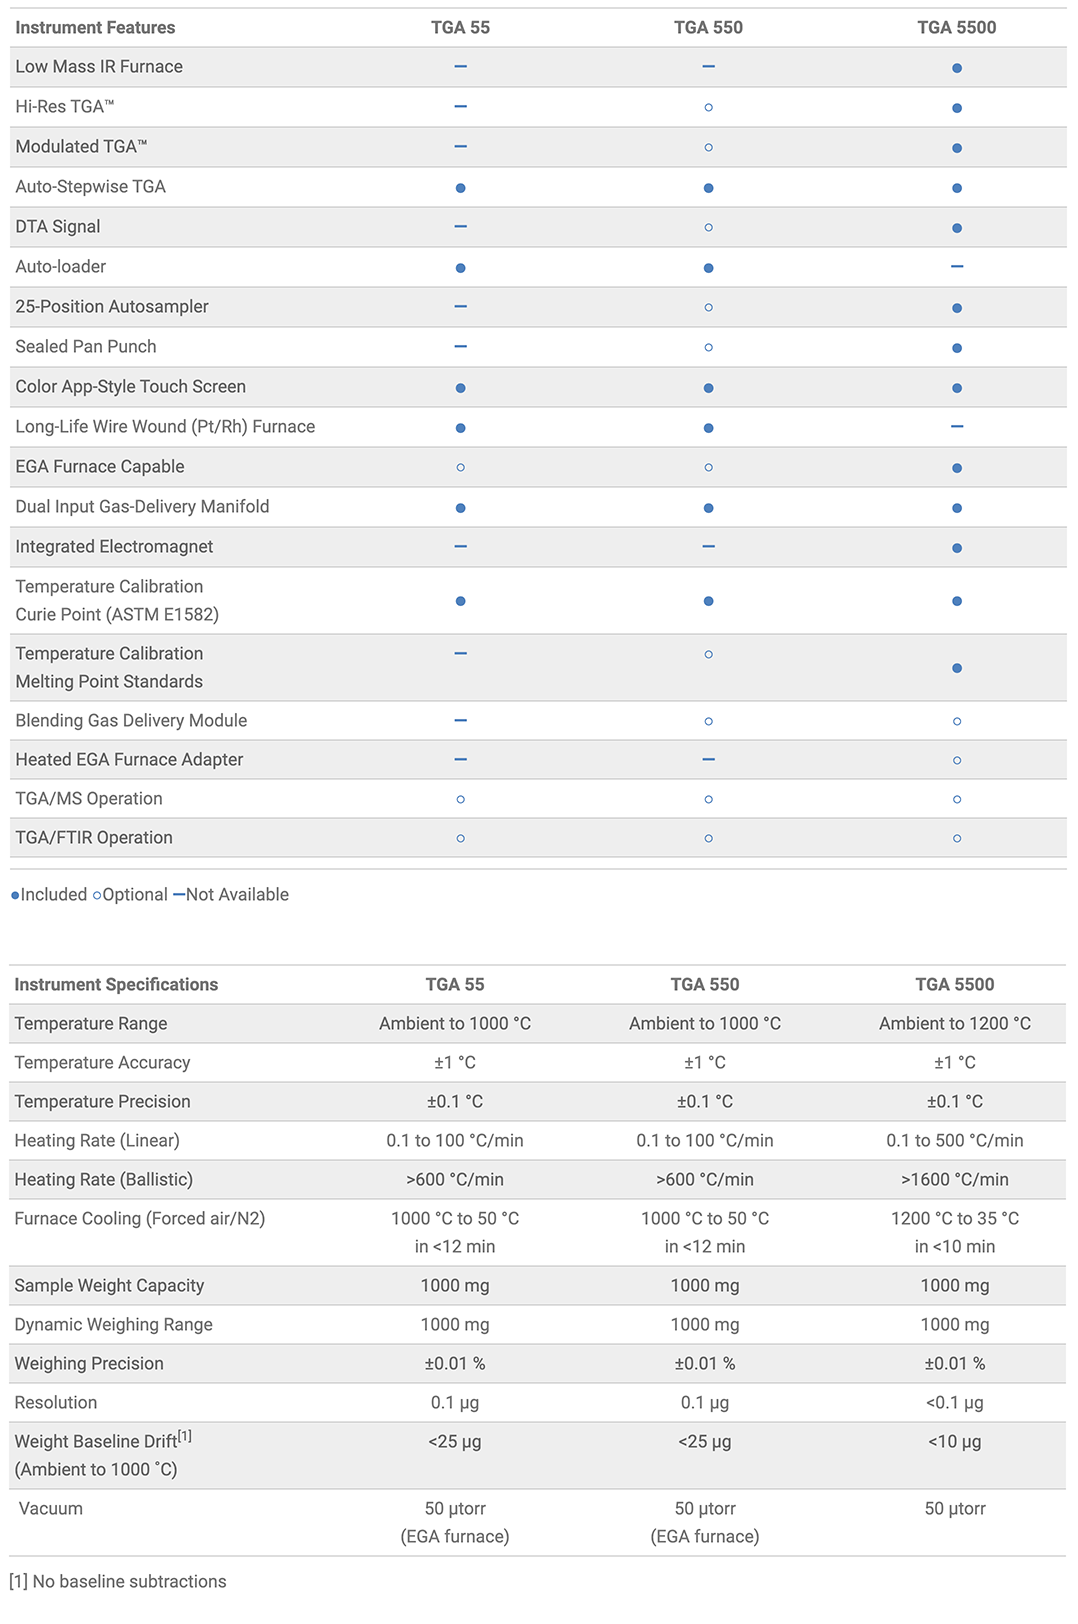 Instrument Features TGA 55 TGA 550 TGA 5500
Low Mass IR Furnace – – ●
Hi-Res TGA™ – ○ ●
Modulated TGA™ – ○ ●
Auto-Stepwise TGA ● ● ●
DTA Signal – ○ ●
Auto-loader ● ● –
25-Position Autosampler – ○ ●
Sealed Pan Punch – ○ ●
Color App-Style Touch Screen ● ● ●
Long-Life Wire Wound (Pt/Rh) Furnace ● ● –
EGA Furnace Capable ○ ○ ●
Dual Input Gas-Delivery Manifold ● ● ●
Integrated Electromagnet – – ●
Temperature Calibration
Curie Point (ASTM E1582) ● ● ●
Temperature Calibration – ○
Melting Point Standards ●
Blending Gas Delivery Module – ○ ○
Heated EGA Furnace Adapter – – ○
TGA/MS Operation ○ ○ ○
TGA/FTIR Operation ○ ○ ○
●Included ○Optional –Not Available
Instrument Specifications TGA 55 TGA 550 TGA 5500
Temperature Range Ambient to 1000 °C Ambient to 1000 °C Ambient to 1200 °C
Temperature Accuracy ±1 °C ±1 °C ±1 °C
Temperature Precision ±0.1 °C ±0.1 °C ±0.1 °C
Heating Rate (Linear) 0.1 to 100 °C/min 0.1 to 100 °C/min 0.1 to 500 °C/min
Heating Rate (Ballistic) >600 °C/min >600 °C/min >1600 °C/min
Furnace Cooling (Forced air/N2) 1000 °C to 50 °C 1000 °C to 50 °C 1200 °C to 35 °C
in <12 min in <12 min in <10 min
Sample Weight Capacity 1000 mg 1000 mg 1000 mg
Dynamic Weighing Range 1000 mg 1000 mg 1000 mg
Weighing Precision ±0.01 % ±0.01 % ±0.01 %
Resolution 0.1 μg 0.1 μg <0.1 μg
Weight Baseline Drift[1] <25 μg <25 μg <10 μg
(Ambient to 1000 ˚C)
Vacuum 50 μtorr 50 μtorr 50 μtorr
(EGA furnace) (EGA furnace)
[1] No baseline subtractions